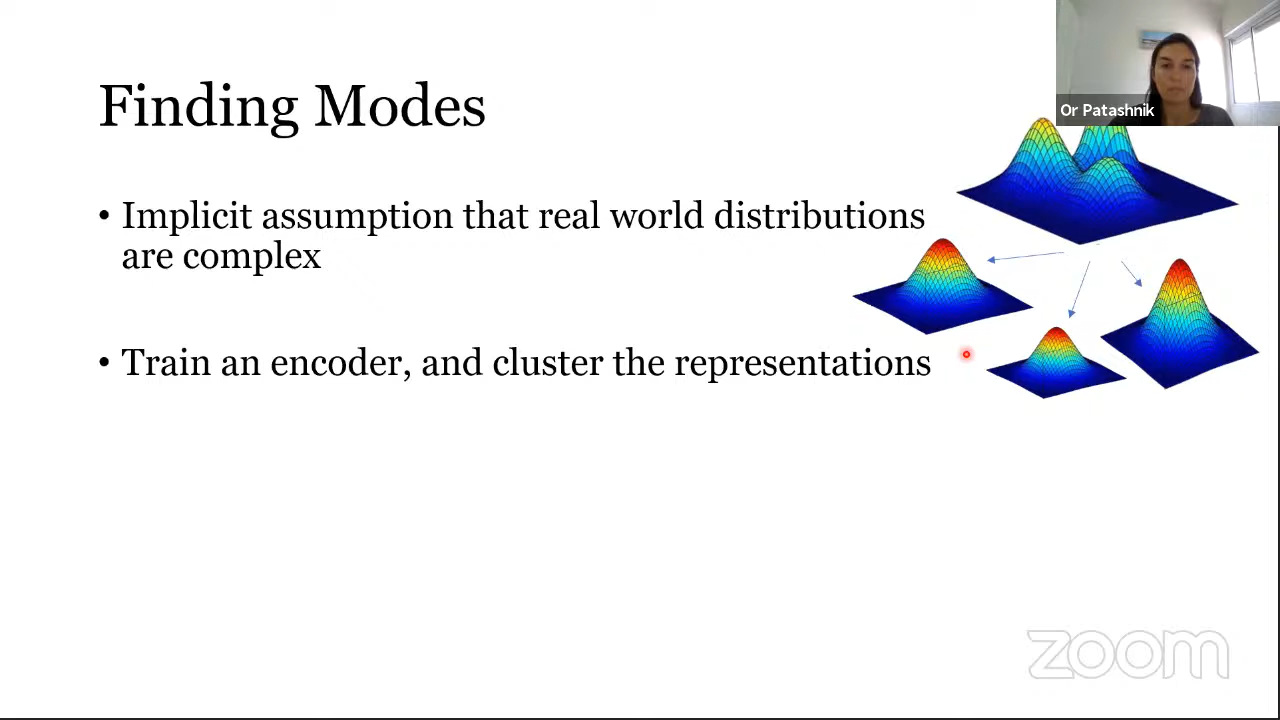 Finding Modes
Or Patashnik
• Implicit assumption that real world distributions
are complex
• Train an encoder, and cluster the representations
zoom